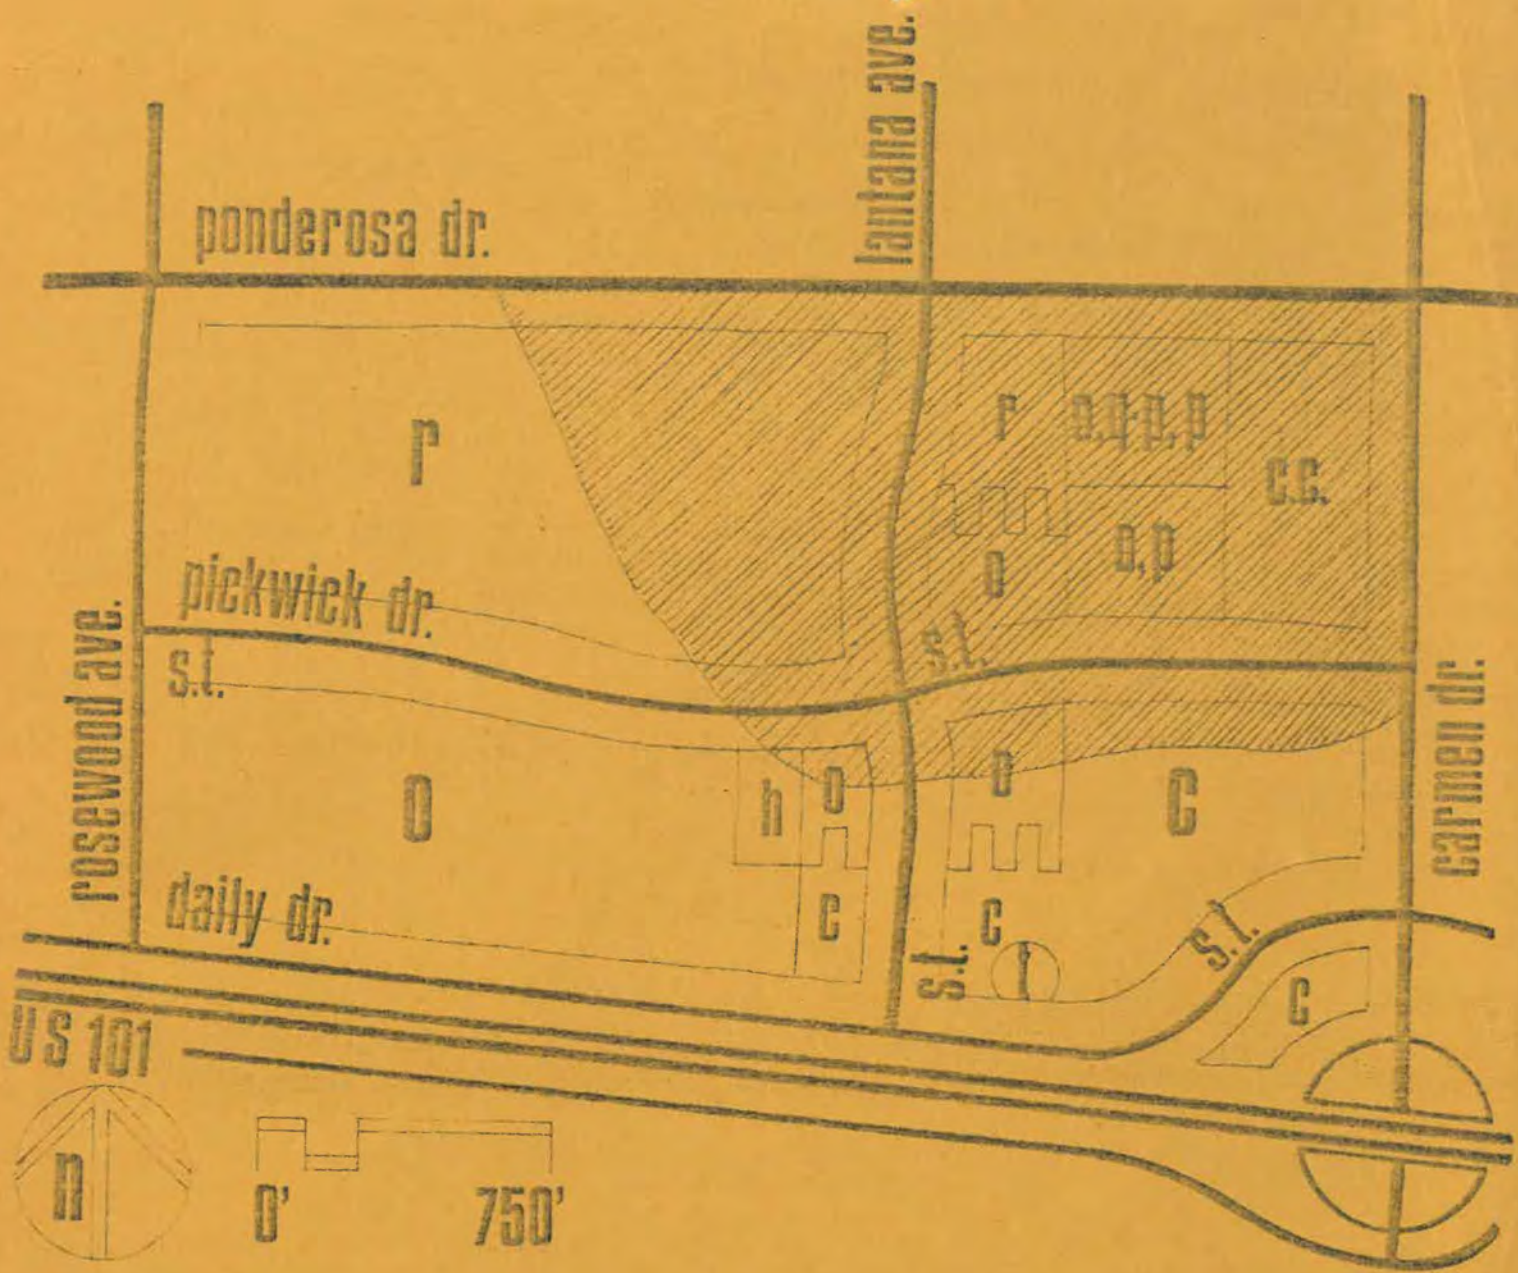 lantana ave.
ponderosa dr.
r
r
o,q-p,p
c.c.
o
o,p
pickwick dr.
s.t.
s.t.
rosewood ave.
carmen dr.
o
h
o
o
c
daily dr.
c
c
s.t.
s.t.
c
US 101
n
0'
750'